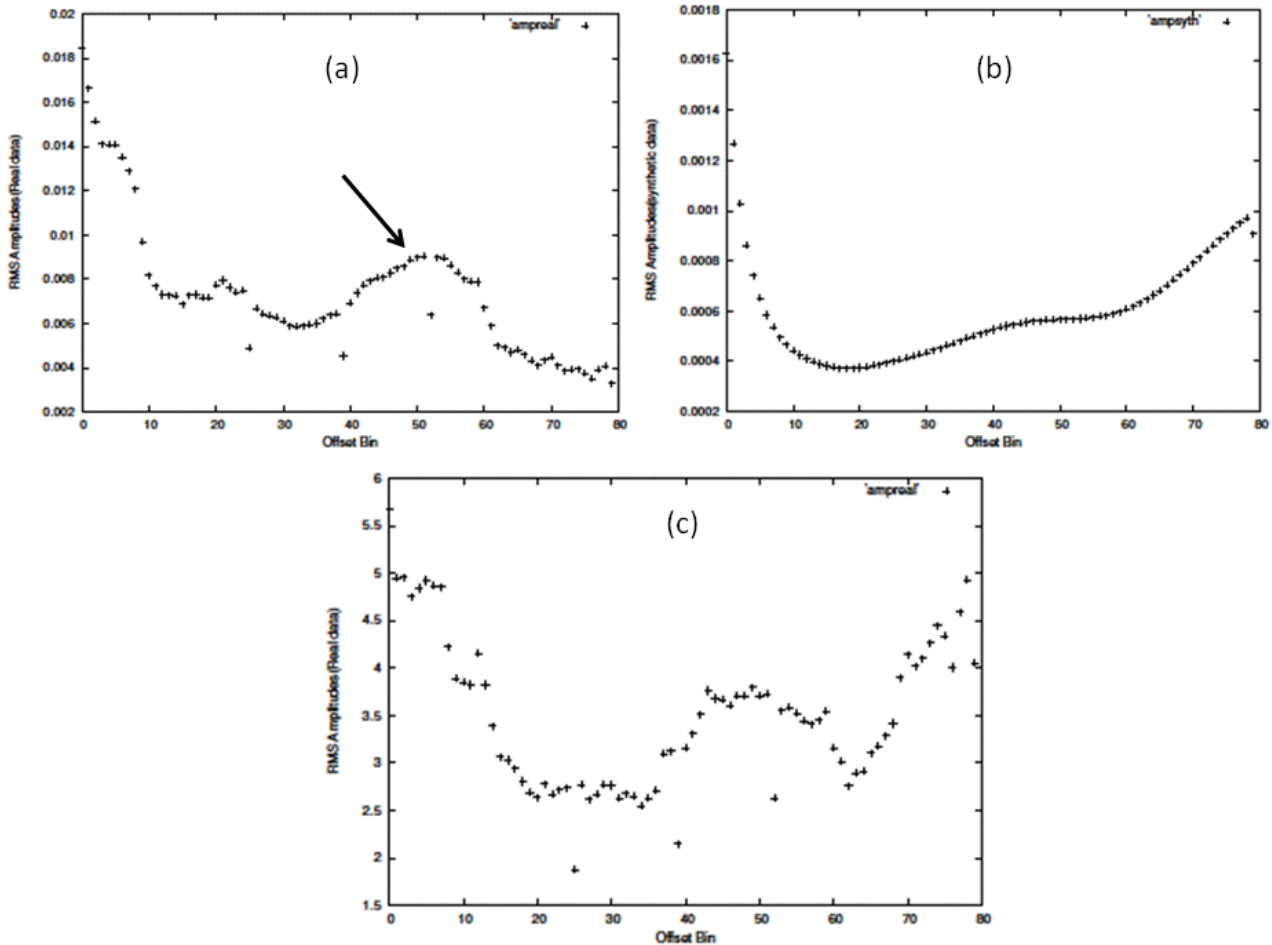 0.02
'ampreal'
0.018
(a)
0.016
0.014
0.012
0.01
0.008
0.006
0.004
0.002
0 10 20 30 40 50 60 70 80
RMS Amplitudes(Real data)
Offset Bin
0.0018
'ampsyth'
0.0016
(b)
0.0014
0.0012
0.001
0.0008
0.0006
0.0004
0.0002
0 10 20 30 40 50 60 70 80
RMS Amplitudes(synthetic data)
Offset Bin
6
'ampreal'
5.5
(c)
5
4.5
4
3.5
3
2.5
2
1.5
0 10 20 30 40 50 60 70 80
RMS Amplitudes(Real data)
Offset Bin